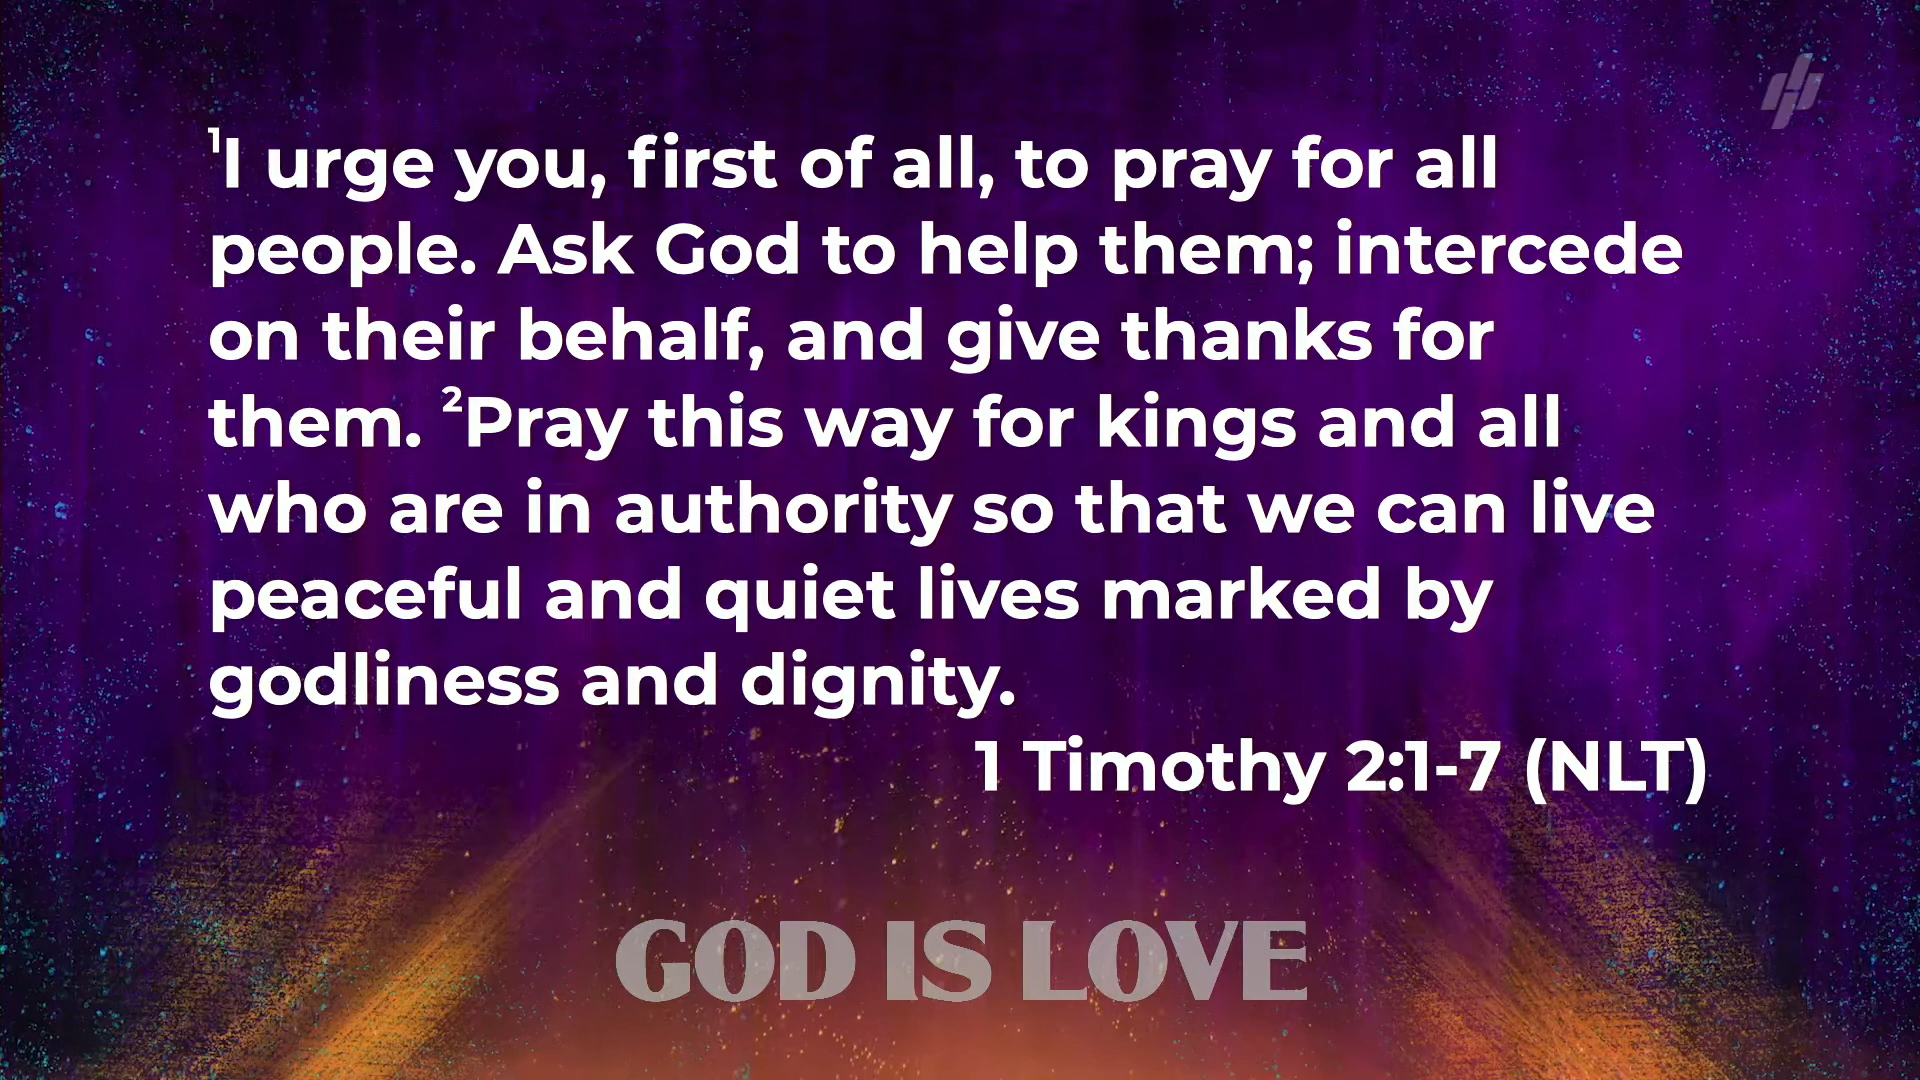 ¹I urge you, first of all, to pray for all
people. Ask God to help them; intercede
on their behalf, and give thanks for
them. ²Pray this way for kings and all
who are in authority so that we can live
peaceful and quiet lives marked by
godliness and dignity.
1 Timothy 2:1-7 (NLT)
GOD IS LOVE